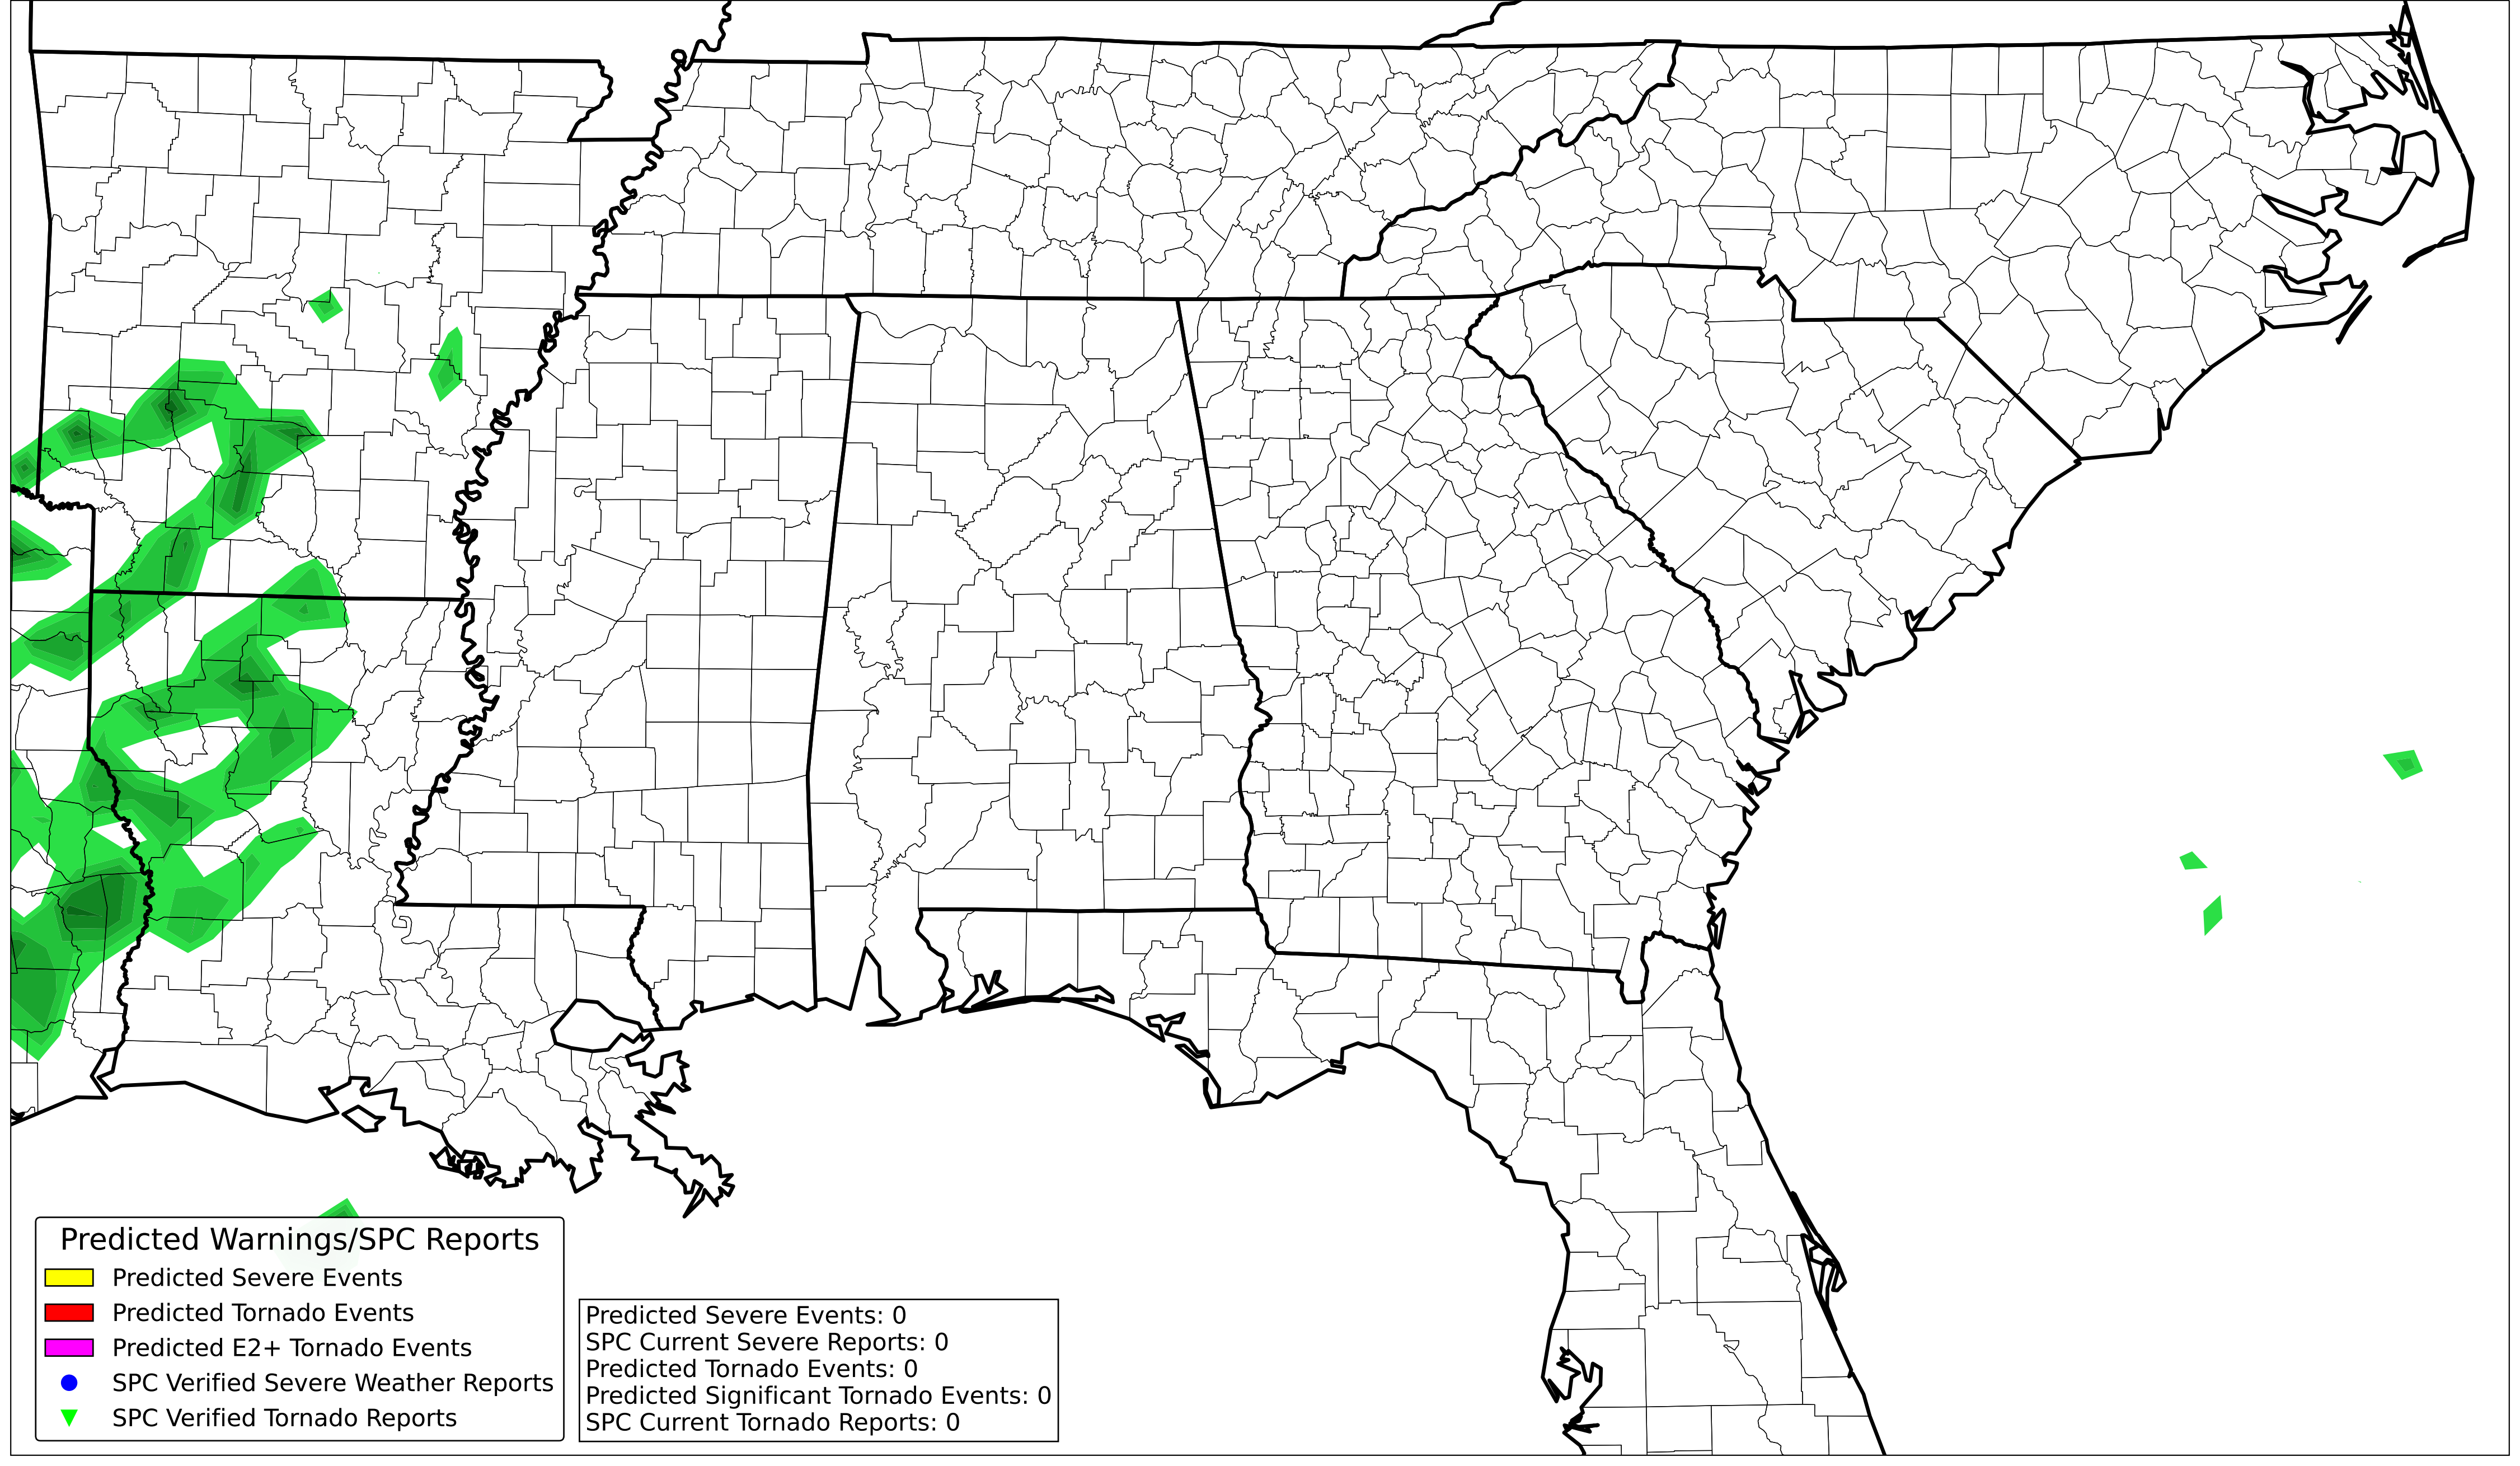 Predicted Warnings/SPC Reports
Predicted Severe Events
Predicted Tornado Events
Predicted E2+ Tornado Events
SPC Verified Severe Weather Reports
SPC Verified Tornado Reports
Predicted Severe Events: 0
SPC Current Severe Reports: 0
Predicted Tornado Events: 0
Predicted Significant Tornado Events: 0
SPC Current Tornado Reports: 0